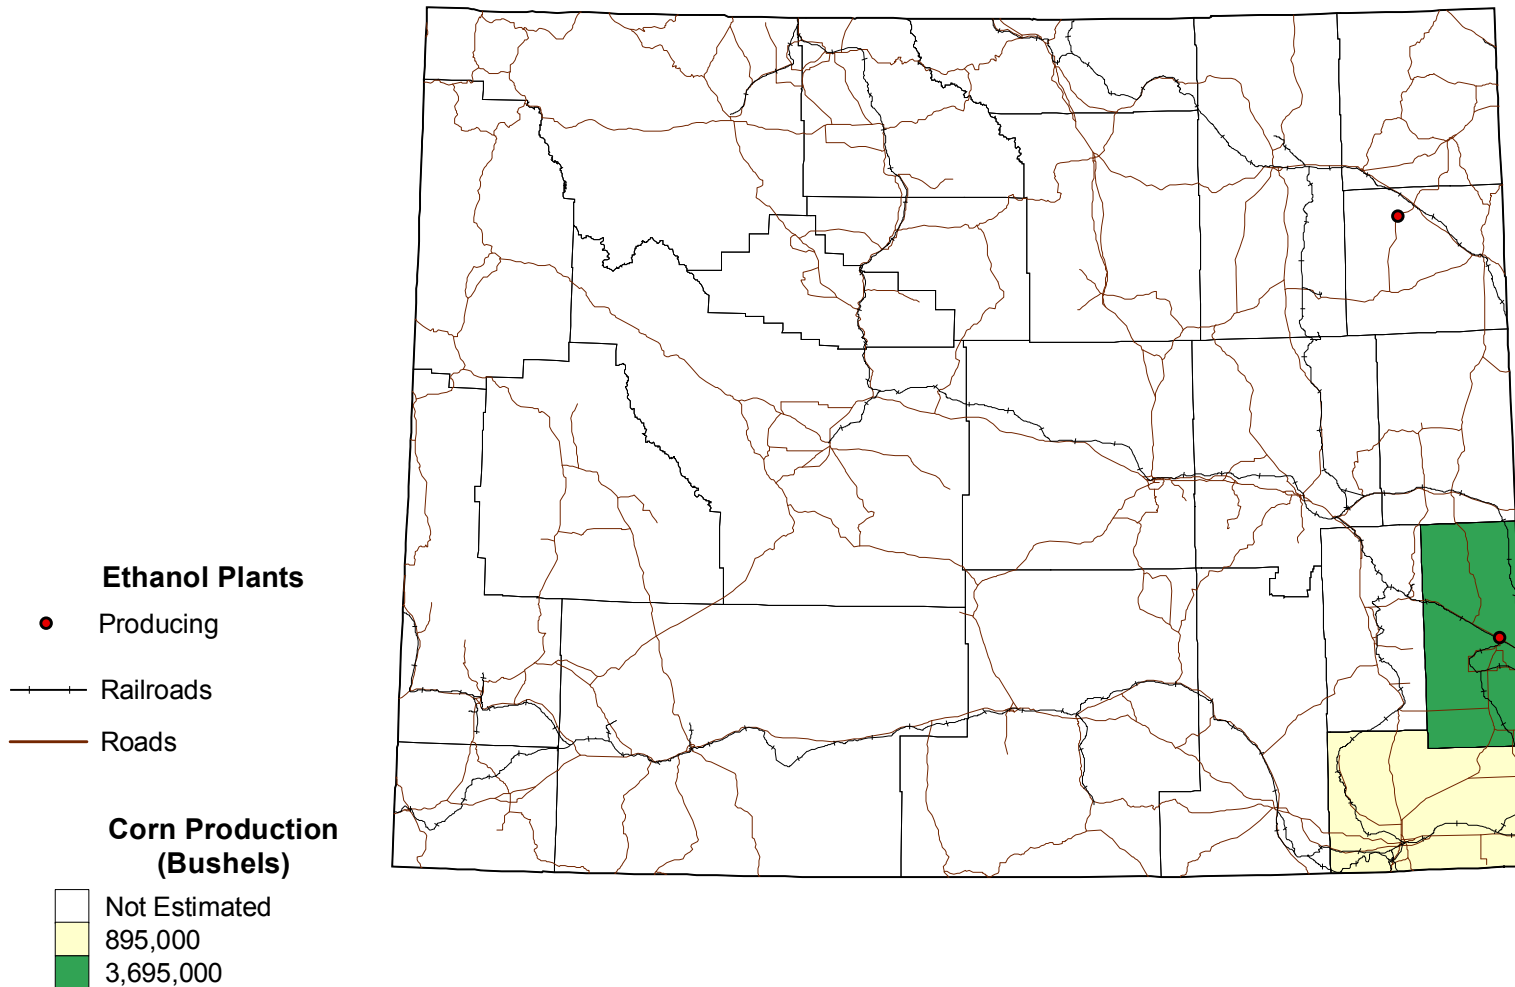 Ethanol Plants
Producing
Railroads
Roads
Corn Production
(Bushels)
Not Estimated
895,000
3,695,000